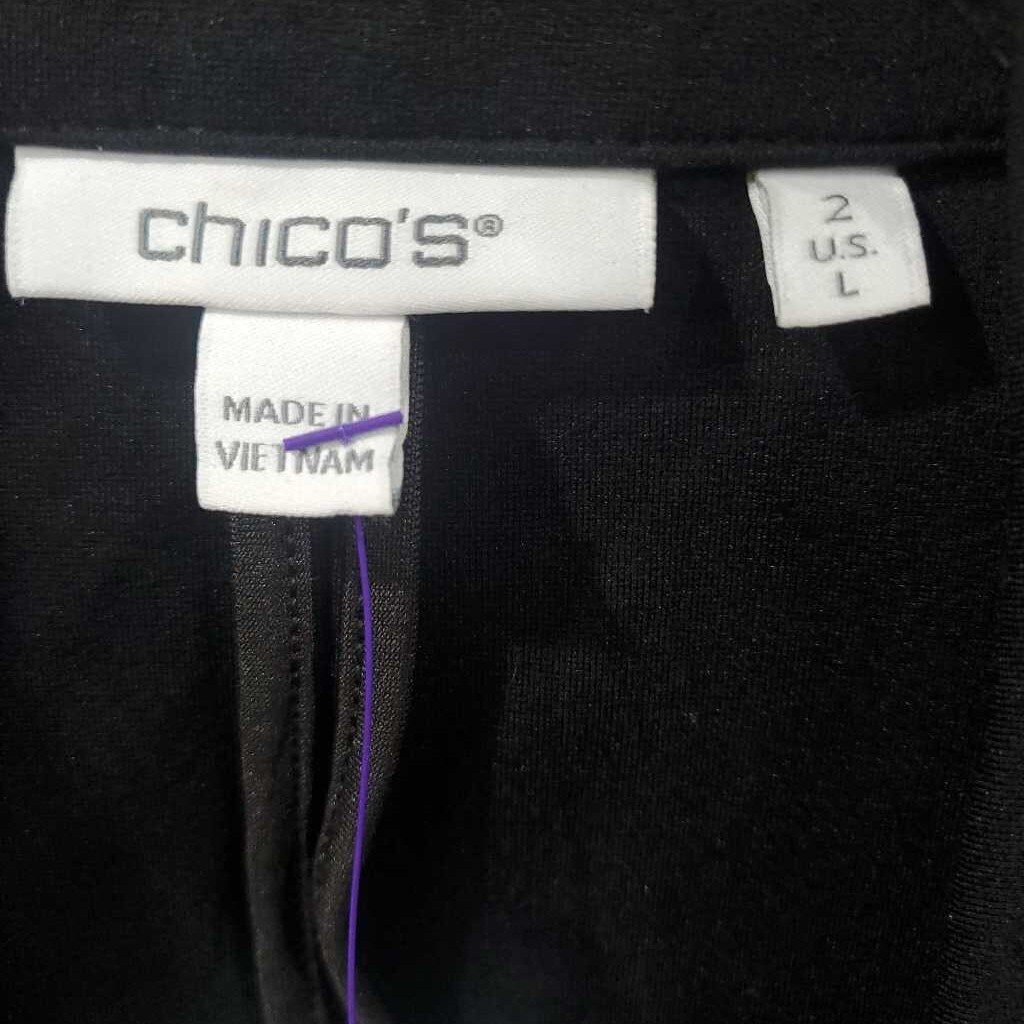 chico's®
MADE IN
VIETNAM
2
U.S.
L